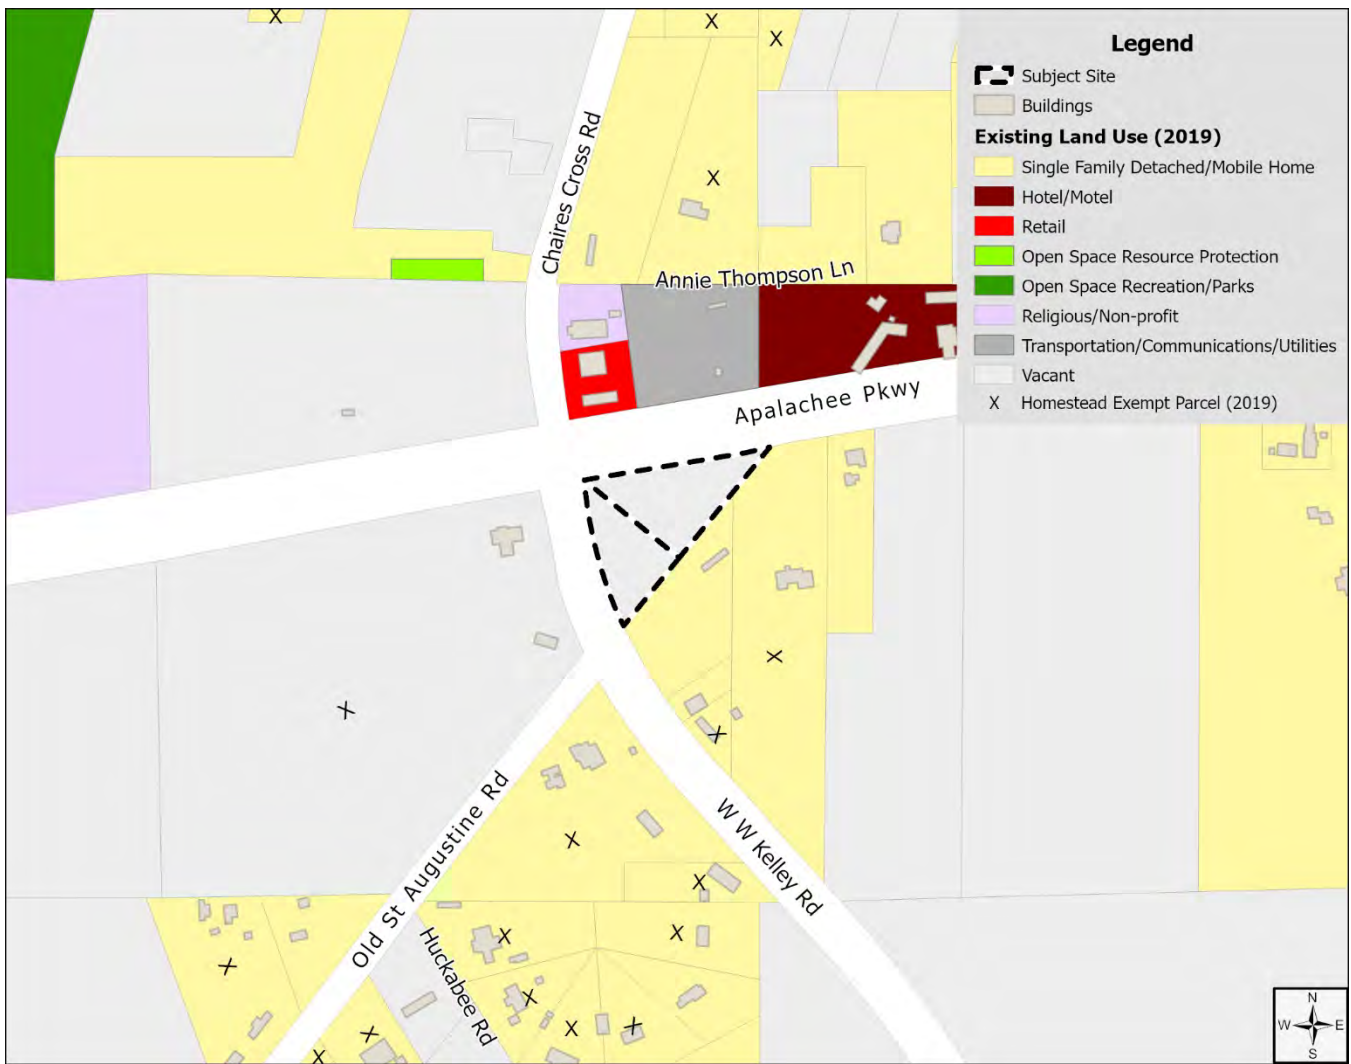 X
X
X
Chaires Cross Rd
X
Annie Thompson Ln
Apalachee Pkwy
Legend
Subject Site
Buildings
Existing Land Use (2019)
Single Family Detached/Mobile Home
Hotel/Motel
Retail
Open Space Resource Protection
Open Space Recreation/Parks
Religious/Non-profit
Transportation/Communications/Utilities
Vacant
X Homestead Exempt Parcel (2019)
X
X
X
X
X
Old St Augustine Rd
W W Kelley Rd
Huckabee Rd
X
X
X
X
X
X
X
X
N
W E
S